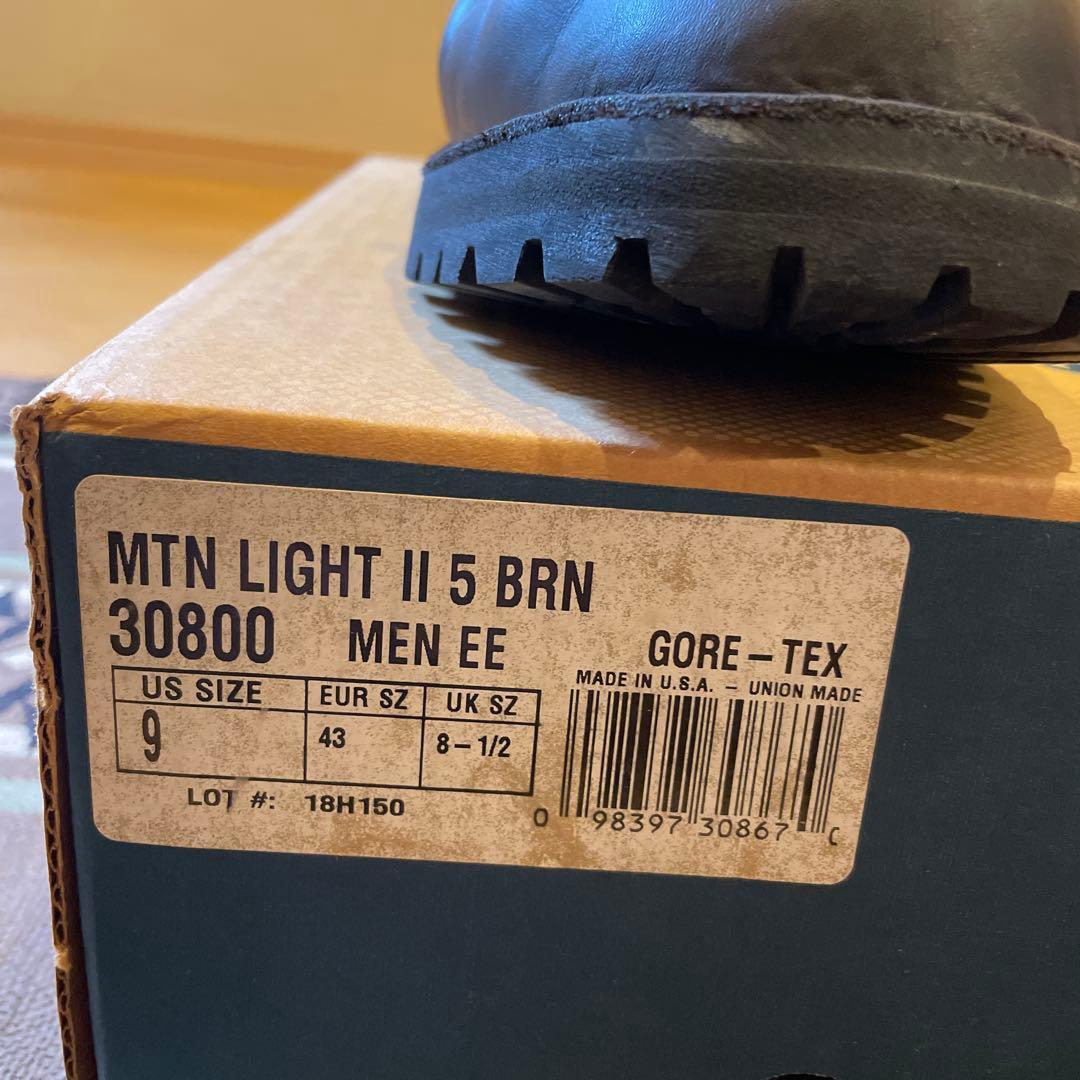 MTN LIGHT II 5 BRN
30800 MEN EE GORE-TEX
MADE IN U.S.A. - UNION MADE
US SIZE EUR SZ UK SZ
9 43 8-1/2
LOT #: 18H150
0 98397 30867